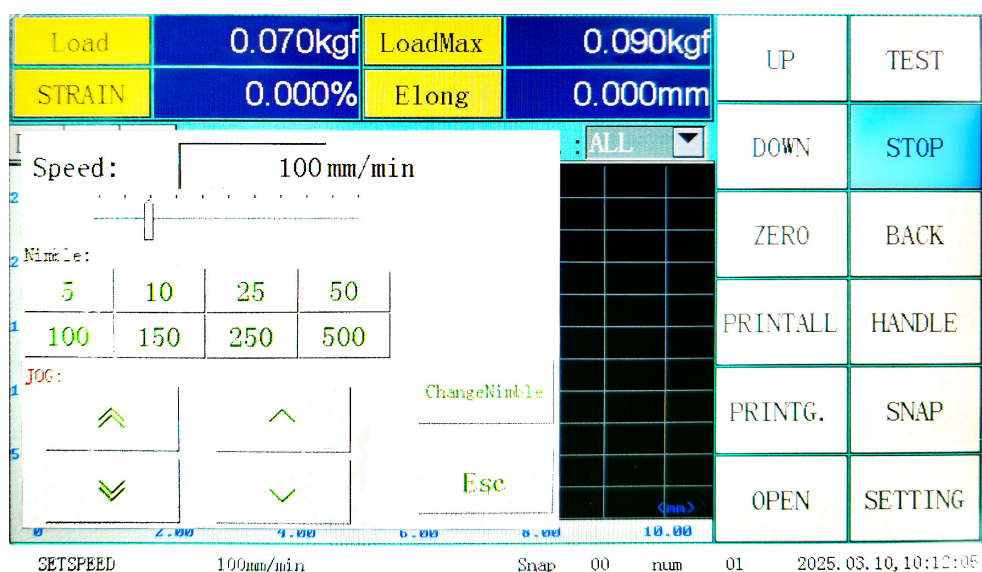 Load 0.070kgf LoadMax 0.090kgf
STRAIN 0.000% Elong 0.000mm
UP TEST
DOWN STOP
ZERO BACK
PRINTALL HANDLE
PRINTG. SNAP
OPEN SETTING
: ALL
Speed: 100 mm/min
Nimble:
5 10 25 50
100 150 250 500
JOG:
ChangeNimble
Esc
(mm)
0 2.00 4.00 6.00 8.00 10.00
SETSPEED 100mm/min Snap 00 num 01 2025.03.10,10:12:05